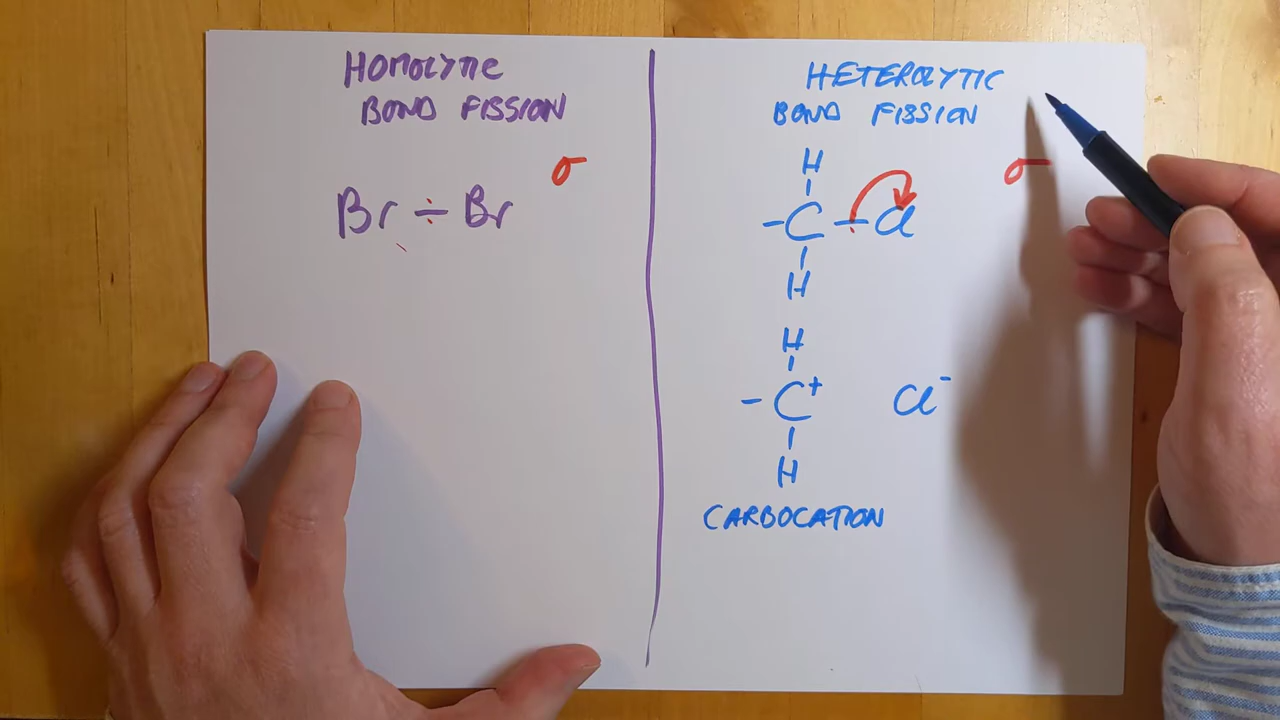 HOMOLYTIC
BOND FISSION
σ
Br ÷ Br
HETEROLYTIC
BOND FISSION
σ
H
-C-Cl
H
H
-C⁺ Cl⁻
H
CARBOCATION